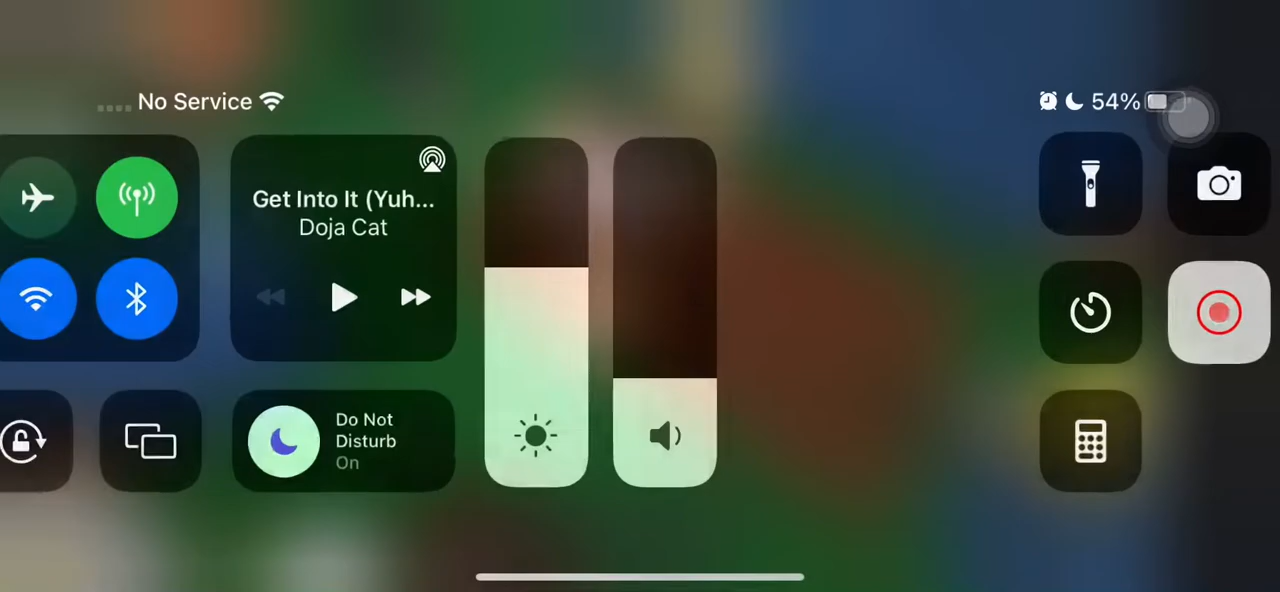 No Service
54%
Get Into It (Yuh...
Doja Cat
Do Not
Disturb
On